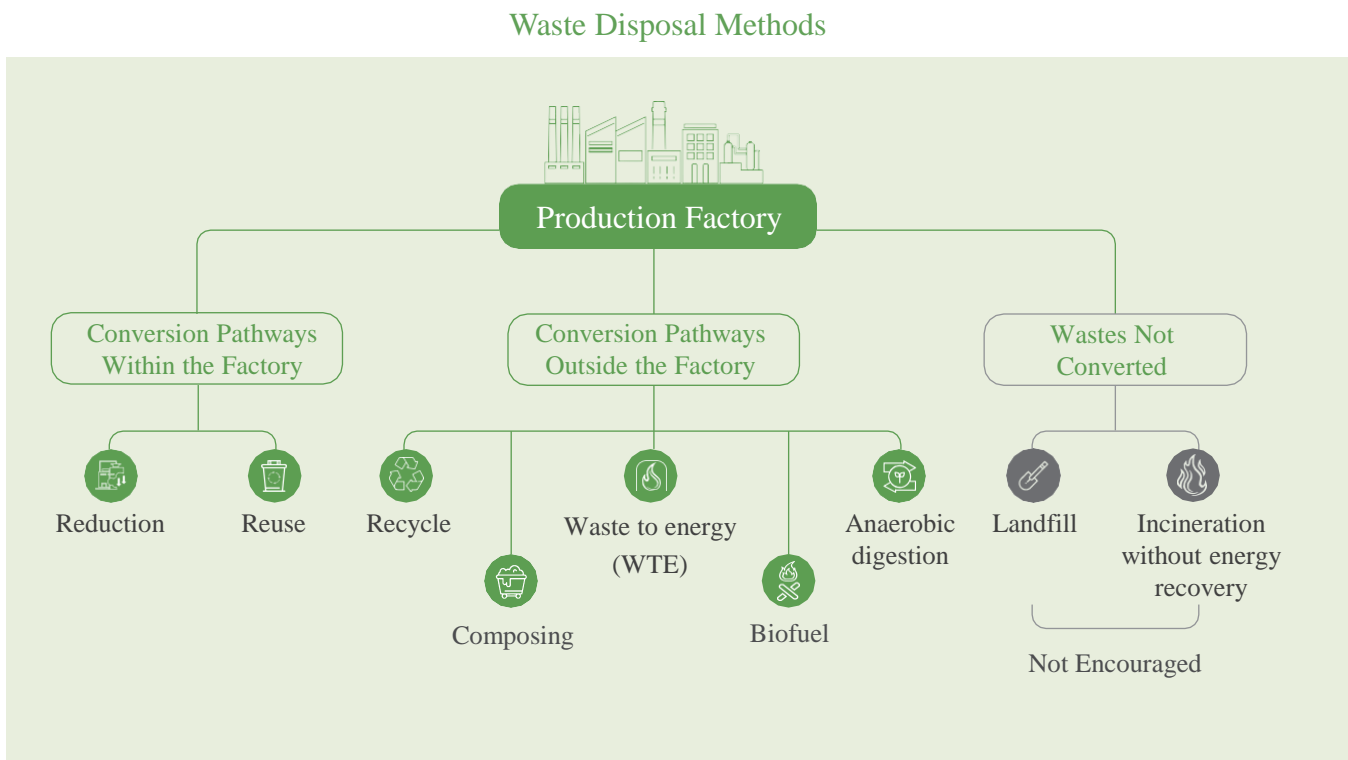 Waste Disposal Methods
Production Factory
Conversion Pathways
Within the Factory
Conversion Pathways
Outside the Factory
Wastes Not
Converted
Reduction
Reuse
Recycle
Composing
Waste to energy
(WTE)
Biofuel
Anaerobic
digestion
Landfill
Incineration
without energy
recovery
Not Encouraged